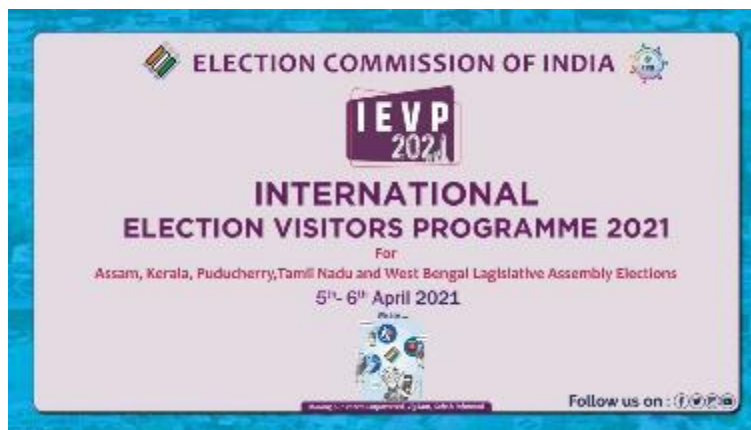 ELECTION COMMISSION OF INDIA
IEVP
2021
INTERNATIONAL
ELECTION VISITORS PROGRAMME 2021
For
Assam, Kerala, Puducherry,Tamil Nadu and West Bengal Lagislative Assembly Elections
5th- 6th April 2021
Follow us on :